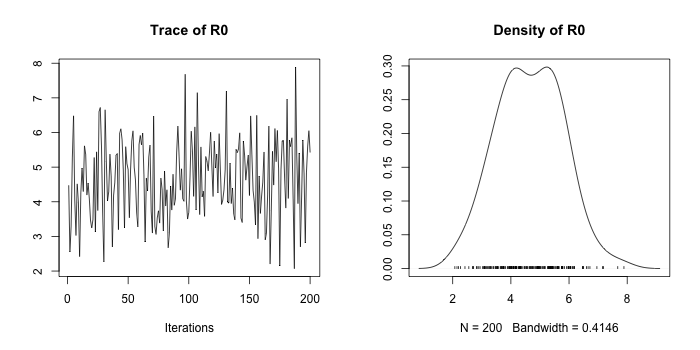 Trace of R0
8
7
6
5
4
3
2
0 50 100 150 200
Iterations
Density of R0
0.30
0.25
0.20
0.15
0.10
0.05
0.00
2 4 6 8
N = 200 Bandwidth = 0.4146